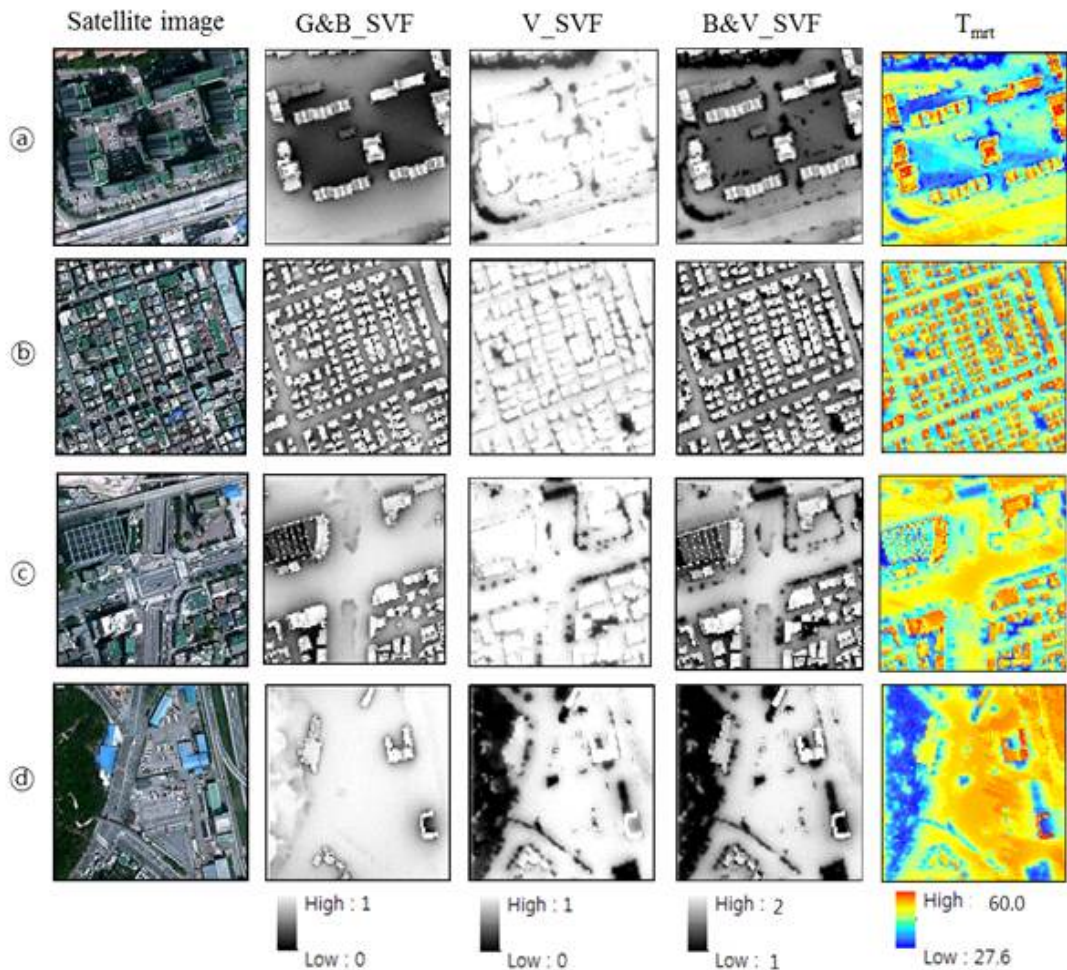 Satellite image G&B_SVF V_SVF B&V_SVF Tmrt
ⓐ
ⓑ
ⓒ
ⓓ
High : 1 High : 1 High : 2 High : 60.0
Low : 0 Low : 0 Low : 1 Low : 27.6